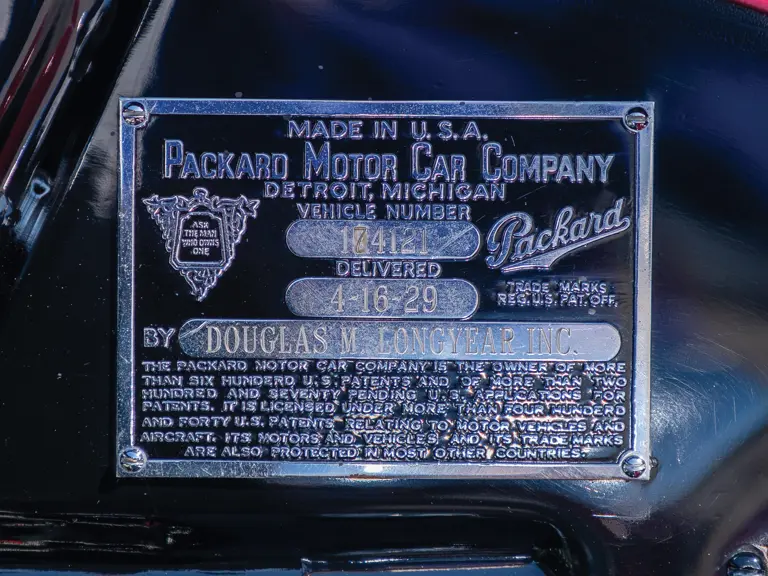 MADE IN U.S.A.
PACKARD MOTOR CAR COMPANY
DETROIT, MICHIGAN
ASK
THE MAN
WHO OWNS
ONE
VEHICLE NUMBER
174121
Packard
DELIVERED
4-16-29
TRADE MARKS
REG. U.S. PAT. OFF.
BY DOUGLAS M LONGYEAR INC.
THE PACKARD MOTOR CAR COMPANY IS THE OWNER OF MORE
THAN SIX HUNDERD U.S. PATENTS AND OF MORE THAN TWO
HUNDRED AND SEVENTY PENDING U.S. APPLICATIONS FOR
PATENTS. IT IS LICENSED UNDER MORE THAN FOUR HUNDERD
AND FORTY U.S. PATENTS RELATING TO MOTOR VEHICLES AND
AIRCRAFT. ITS MOTORS AND VEHICLES AND ITS TRADE MARKS
ARE ALSO PROTECTED IN MOST OTHER COUNTRIES.